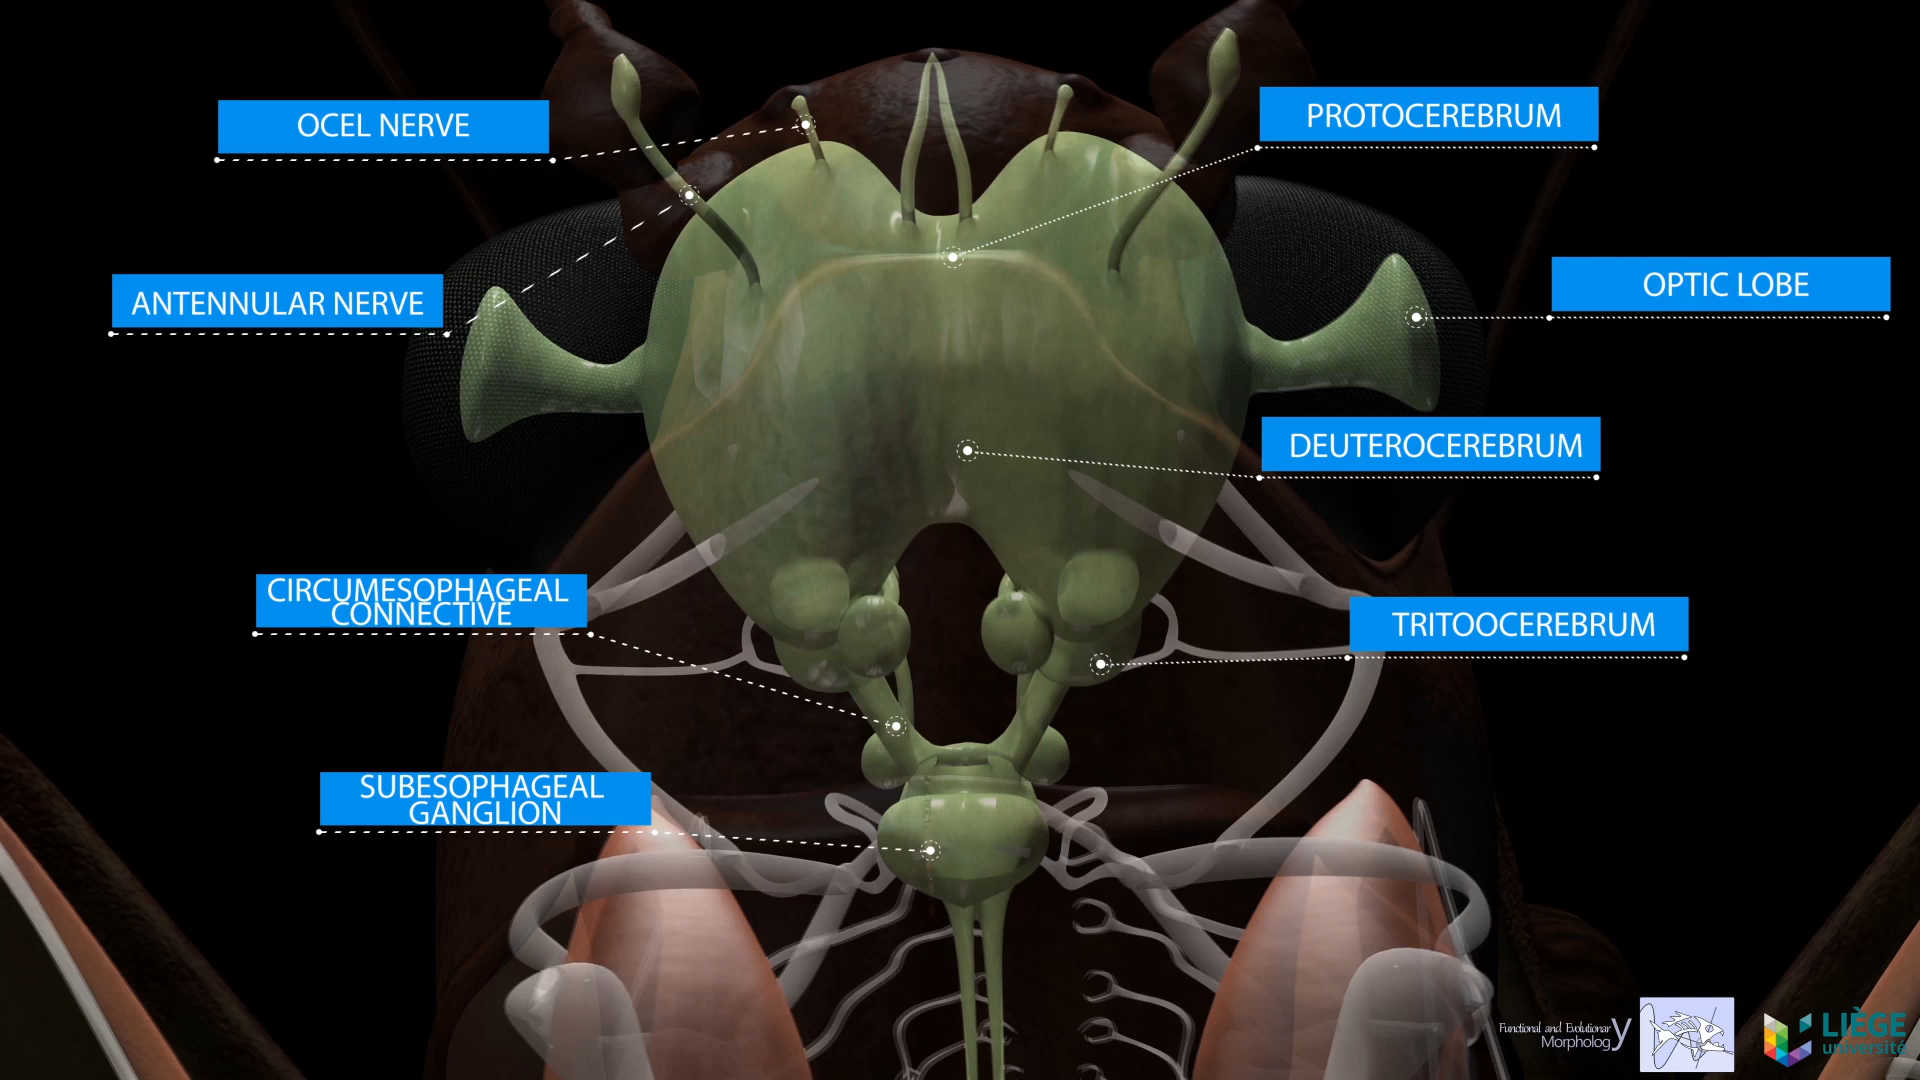 OCEL NERVE
PROTOCEREBRUM
ANTENNULAR NERVE
OPTIC LOBE
DEUTEROCEREBRUM
CIRCUMESOPHAGEAL
CONNECTIVE
TRITOOCEREBRUM
SUBESOPHAGEAL
GANGLION
Functional and Evolutionary
Morphology
LIÈGE
université